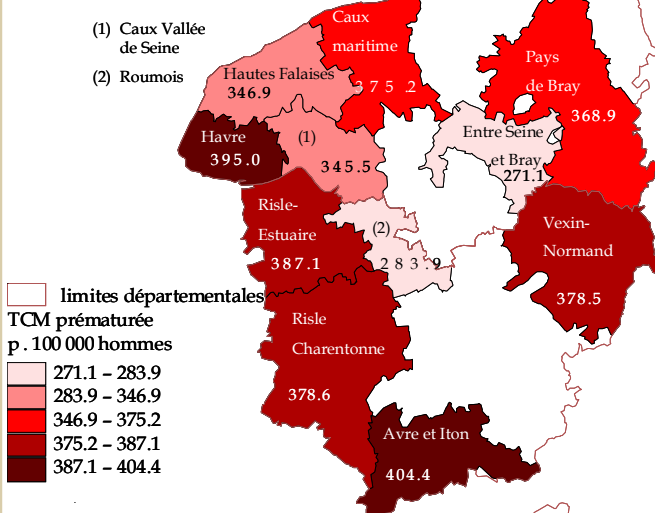 (1) Caux Vallée
de Seine
(2) Roumois
Caux
maritime
375.2
Hautes Falaises
346.9
Pays
de Bray
368.9
Havre
395.0
(1)
345.5
Entre Seine
et Bray
271.1
Risle-
Estuaire
387.1
(2)
283.9
Vexin-
Normand
378.5
limites départementales
TCM prématurée
p . 100 000 hommes
271.1 – 283.9
283.9 – 346.9
346.9 – 375.2
375.2 – 387.1
387.1 – 404.4
Risle
Charentonne
378.6
Avre et Iton
404.4